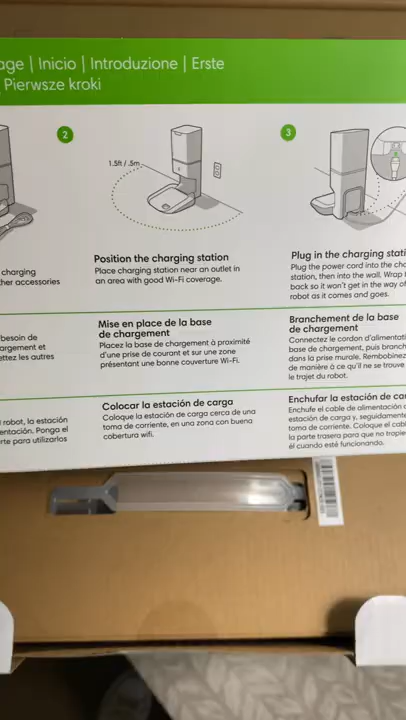 age | Inicio | Introduzione | Erste
Pierwsze kroki
2
1.5ft / .5m
Position the charging station
Place charging station near an outlet in
an area with good Wi-Fi coverage.
3
Plug in the charging stati
Plug the power cord into the cha
station, then into the wall. Wrap
back so it won't get in the way of
robot as it comes and goes.
charging
her accessories
besoin de
argement et
ettez les autres
Mise en place de la base
de chargement
Placez la base de chargement à proximité
d'une prise de courant et sur une zone
présentant une bonne couverture Wi-Fi.
Branchement de la base
de chargement
Connectez le cordon d'alimentati
base de chargement, puis branch
dans la prise murale. Rembobinez
de manière à ce qu'il ne se trouve
le trajet du robot.
robot, la estación
entación. Ponga el
rte para utilizarlos
Colocar la estación de carga
Coloque la estación de carga cerca de una
toma de corriente, en una zona con buena
cobertura wifi.
Enchufar la estación de car
Enchufe el cable de alimentación
estación de carga y, seguidamente
toma de corriente. Coloque el cabl
la parte trasera para que no tropie
él cuando esté funcionando.